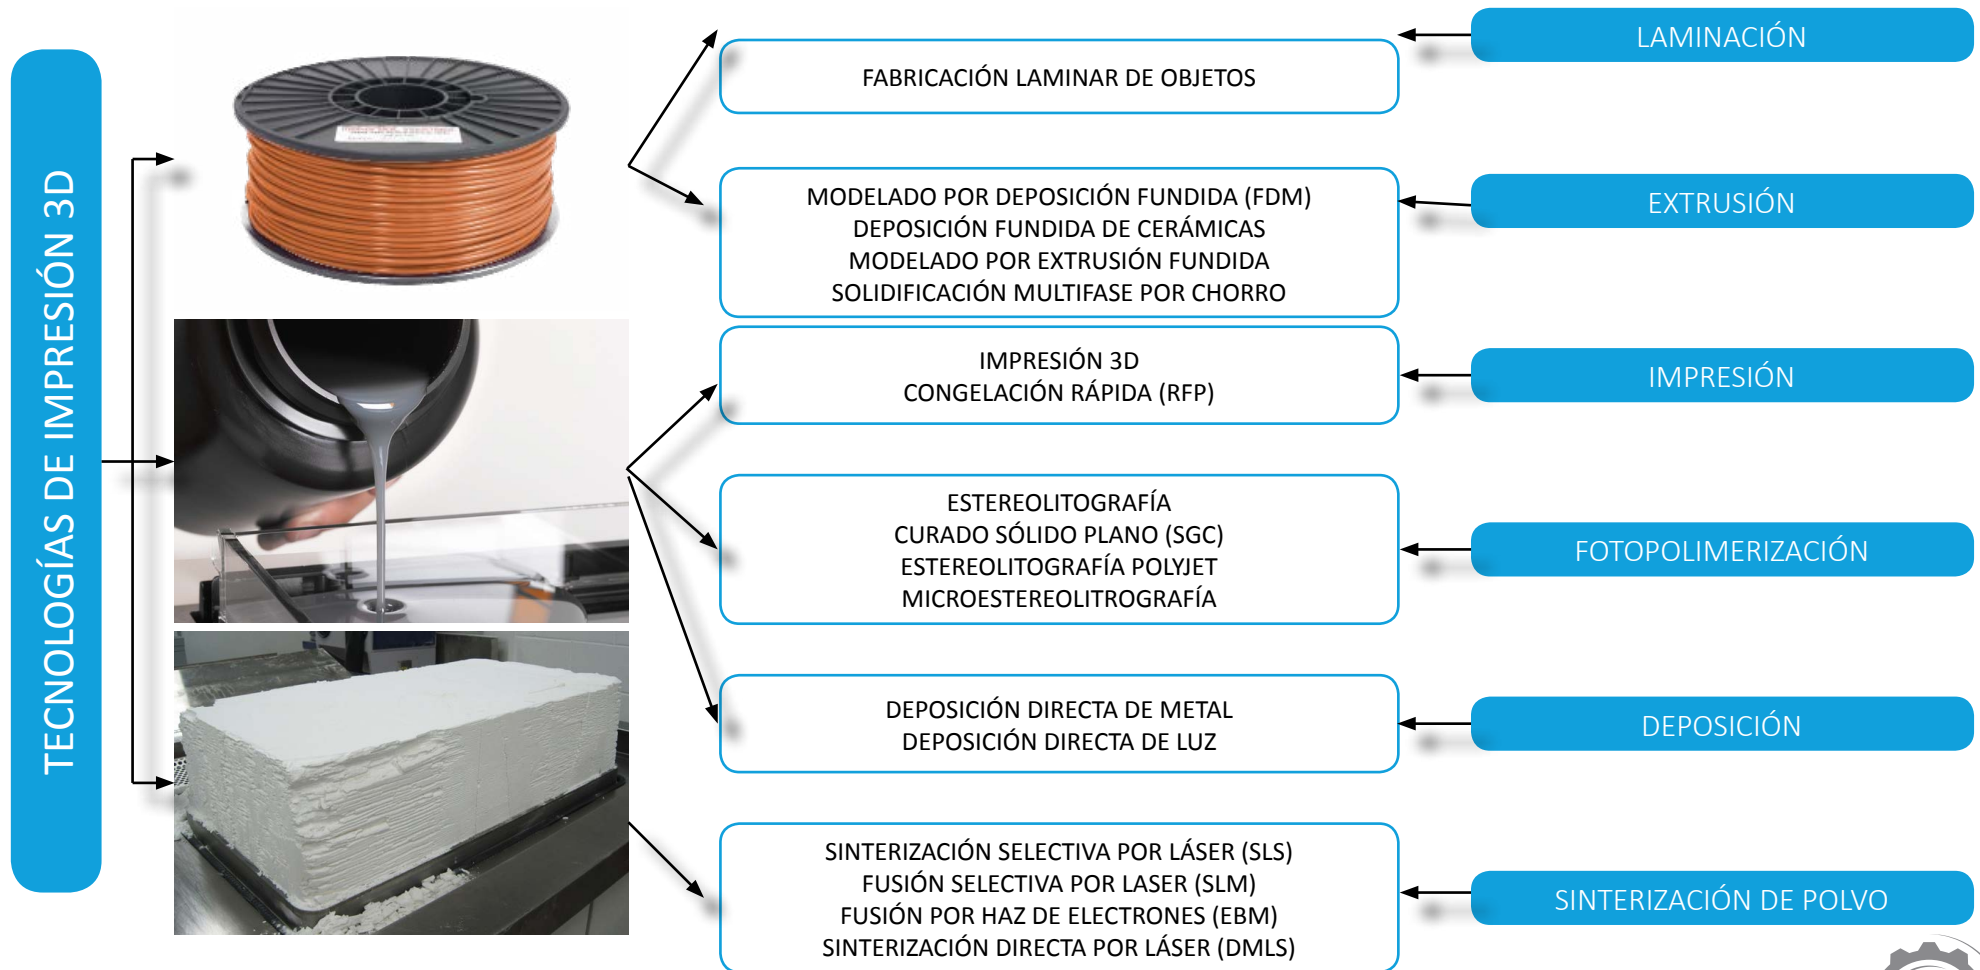 TECNOLOGÍAS DE IMPRESIÓN 3D
FABRICACIÓN LAMINAR DE OBJETOS
LAMINACIÓN
MODELADO POR DEPOSICIÓN FUNDIDA (FDM)
DEPOSICIÓN FUNDIDA DE CERÁMICAS
MODELADO POR EXTRUSIÓN FUNDIDA
SOLIDIFICACIÓN MULTIFASE POR CHORRO
EXTRUSIÓN
IMPRESIÓN 3D
CONGELACIÓN RÁPIDA (RFP)
IMPRESIÓN
ESTEREOLITOGRAFÍA
CURADO SÓLIDO PLANO (SGC)
ESTEREOLITOGRAFÍA POLYJET
MICROESTEREOLITROGRAFÍA
FOTOPOLIMERIZACIÓN
DEPOSICIÓN DIRECTA DE METAL
DEPOSICIÓN DIRECTA DE LUZ
DEPOSICIÓN
SINTERIZACIÓN SELECTIVA POR LÁSER (SLS)
FUSIÓN SELECTIVA POR LASER (SLM)
FUSIÓN POR HAZ DE ELECTRONES (EBM)
SINTERIZACIÓN DIRECTA POR LÁSER (DMLS)
SINTERIZACIÓN DE POLVO